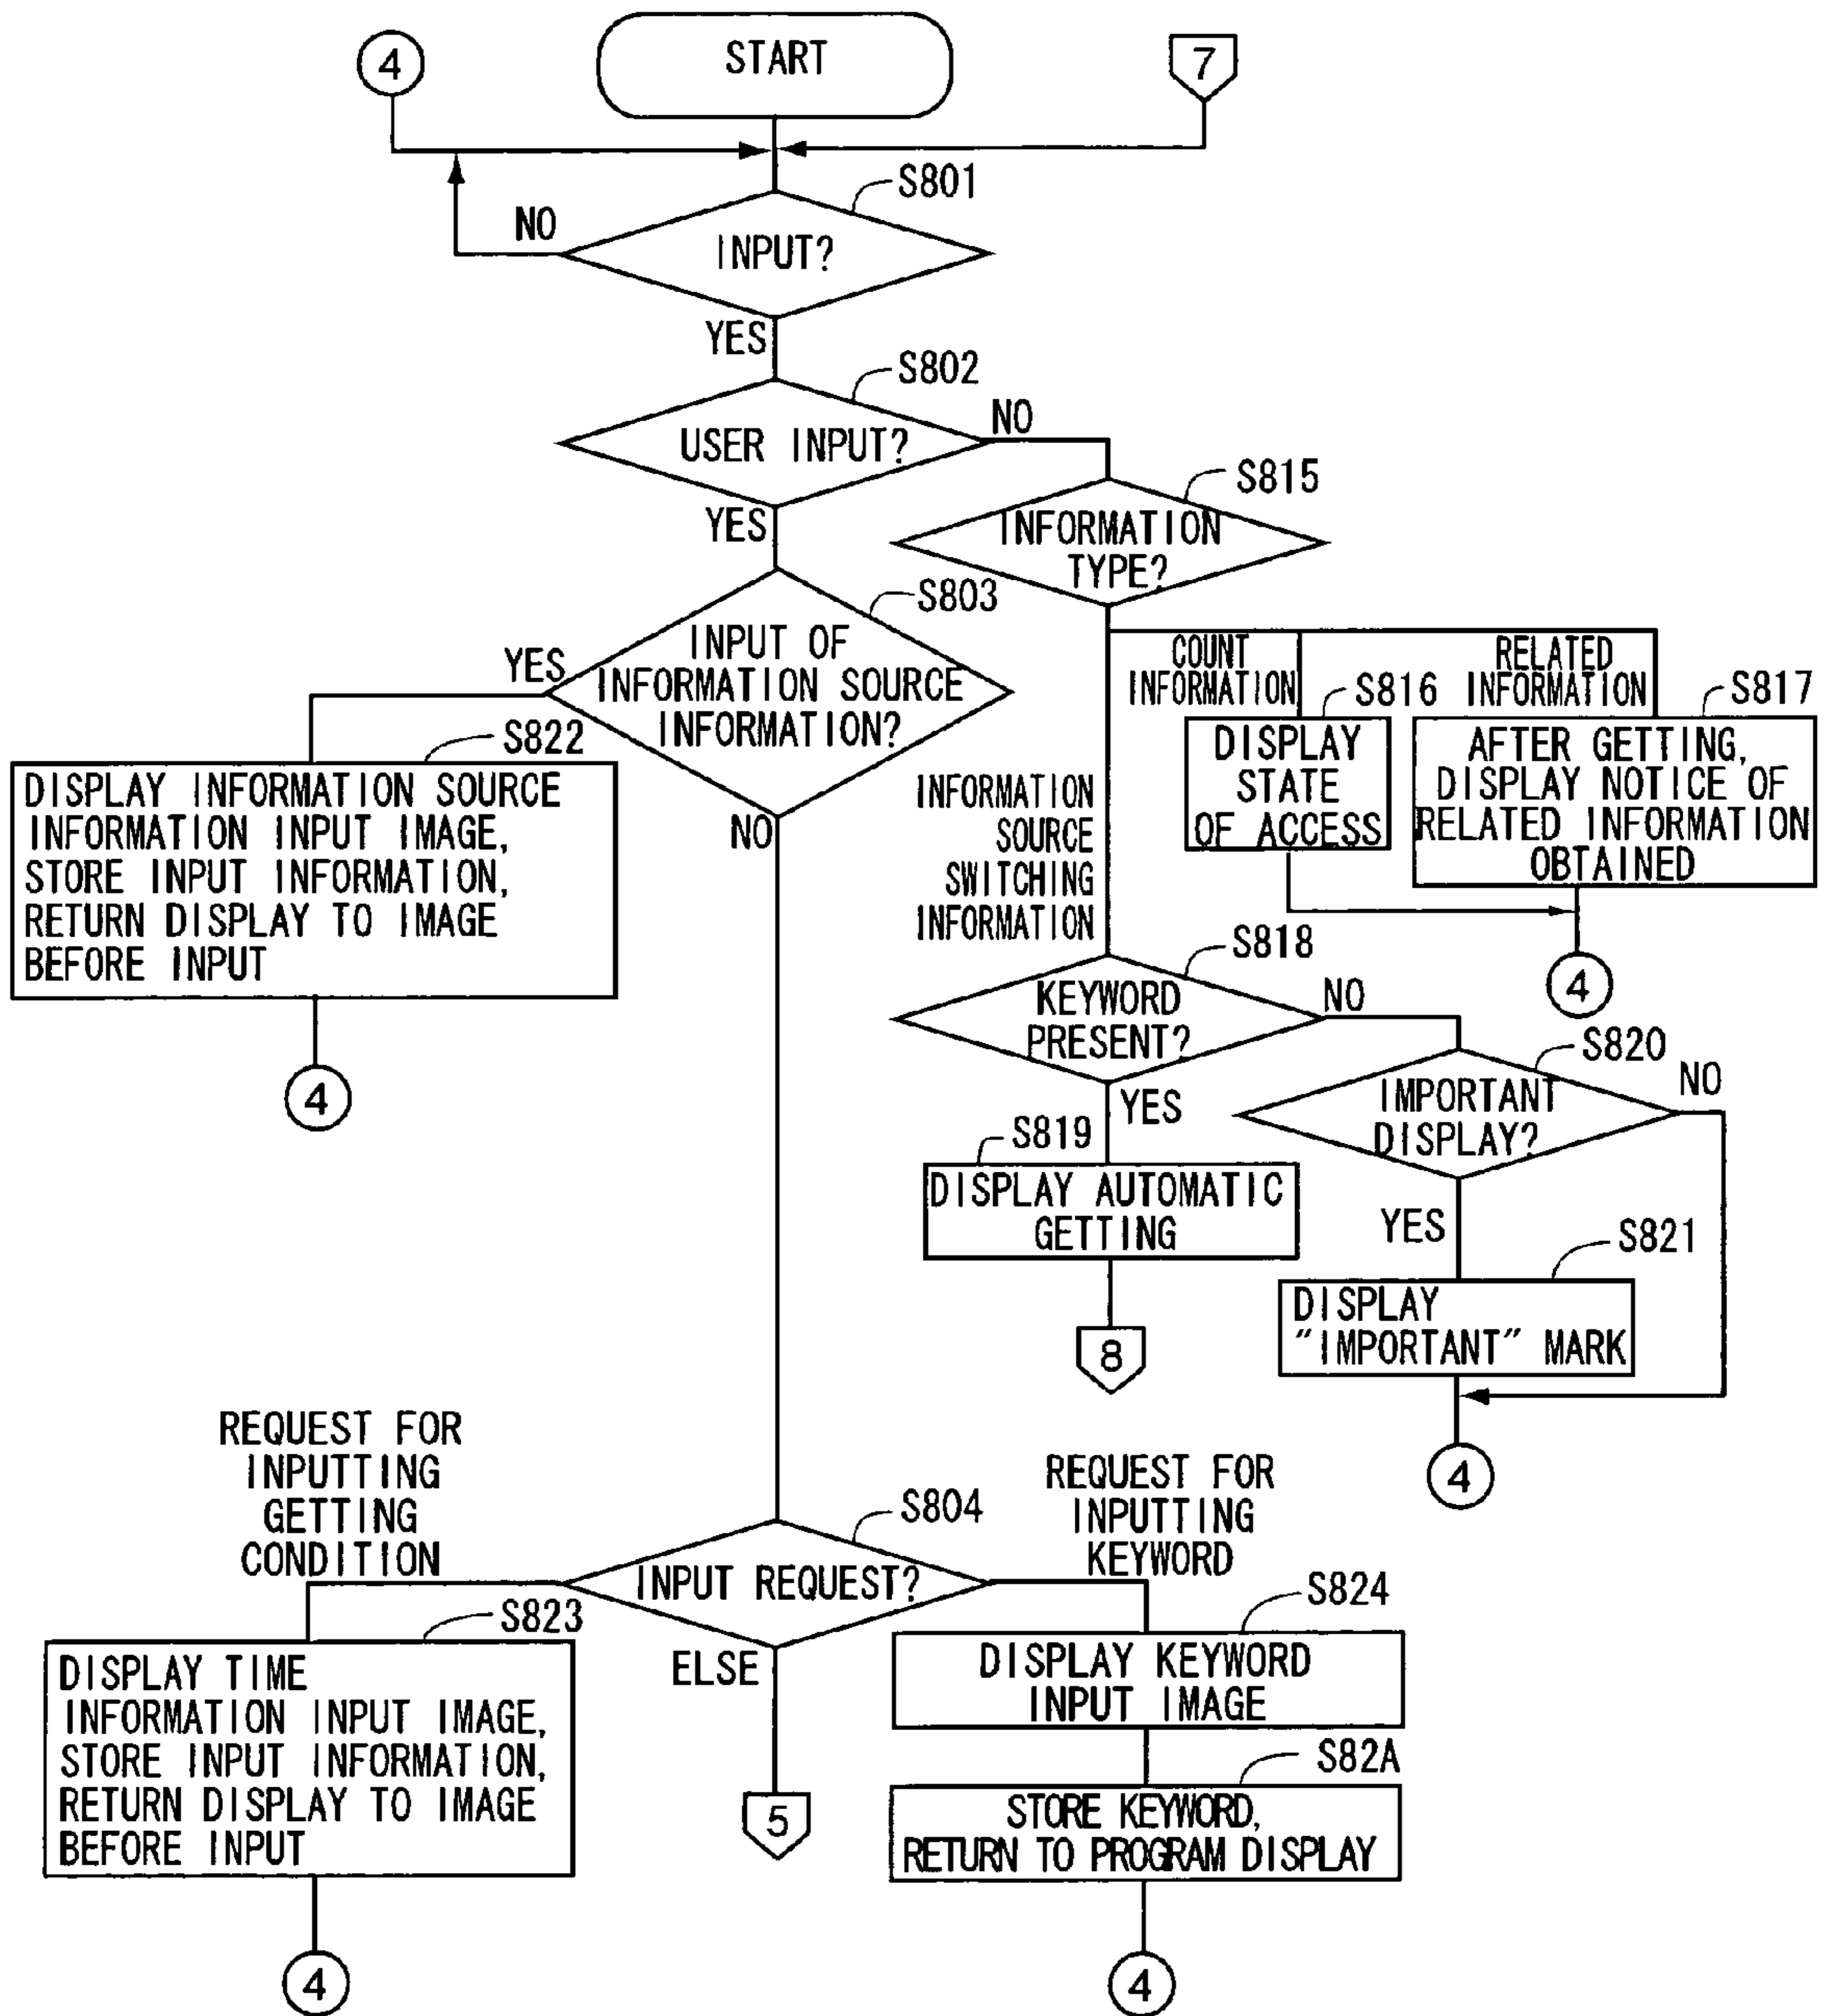 4
START
7
S801
NO
INPUT?
YES
S802
USER INPUT?
NO
YES
S815
INFORMATION
TYPE?
S803
INPUT OF
INFORMATION SOURCE
INFORMATION?
YES
NO
COUNT
INFORMATION
RELATED
INFORMATION
S816
DISPLAY
STATE
OF ACCESS
S817
AFTER GETTING,
DISPLAY NOTICE OF
RELATED INFORMATION
OBTAINED
4
S822
DISPLAY INFORMATION SOURCE
INFORMATION INPUT IMAGE,
STORE INPUT INFORMATION,
RETURN DISPLAY TO IMAGE
BEFORE INPUT
4
INFORMATION
SOURCE
SWITCHING
INFORMATION
S818
KEYWORD
PRESENT?
NO
YES
S820
IMPORTANT
DISPLAY?
NO
YES
S819
DISPLAY AUTOMATIC
GETTING
8
S821
DISPLAY
"IMPORTANT" MARK
4
REQUEST FOR
INPUTTING
GETTING
CONDITION
S804
INPUT REQUEST?
REQUEST FOR
INPUTTING
KEYWORD
ELSE
5
S823
DISPLAY TIME
INFORMATION INPUT IMAGE,
STORE INPUT INFORMATION,
RETURN DISPLAY TO IMAGE
BEFORE INPUT
4
S824
DISPLAY KEYWORD
INPUT IMAGE
S82A
STORE KEYWORD,
RETURN TO PROGRAM DISPLAY
4